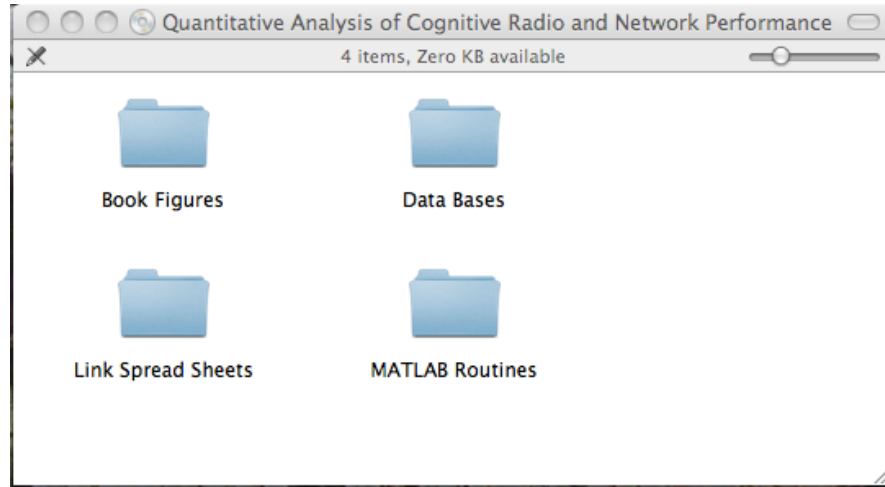 Quantitative Analysis of Cognitive Radio and Network Performance
4 items, Zero KB available
Book Figures
Data Bases
Link Spread Sheets
MATLAB Routines